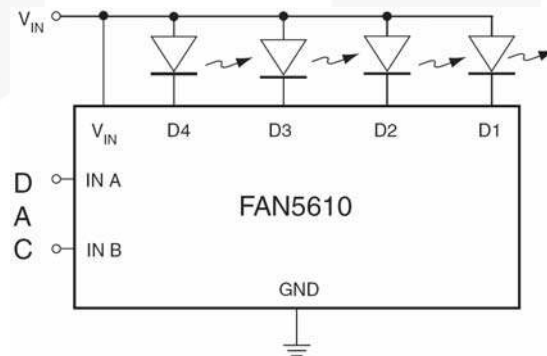 VIN
VIN D4 D3 D2 D1
D IN A
A FAN5610
C IN B
GND